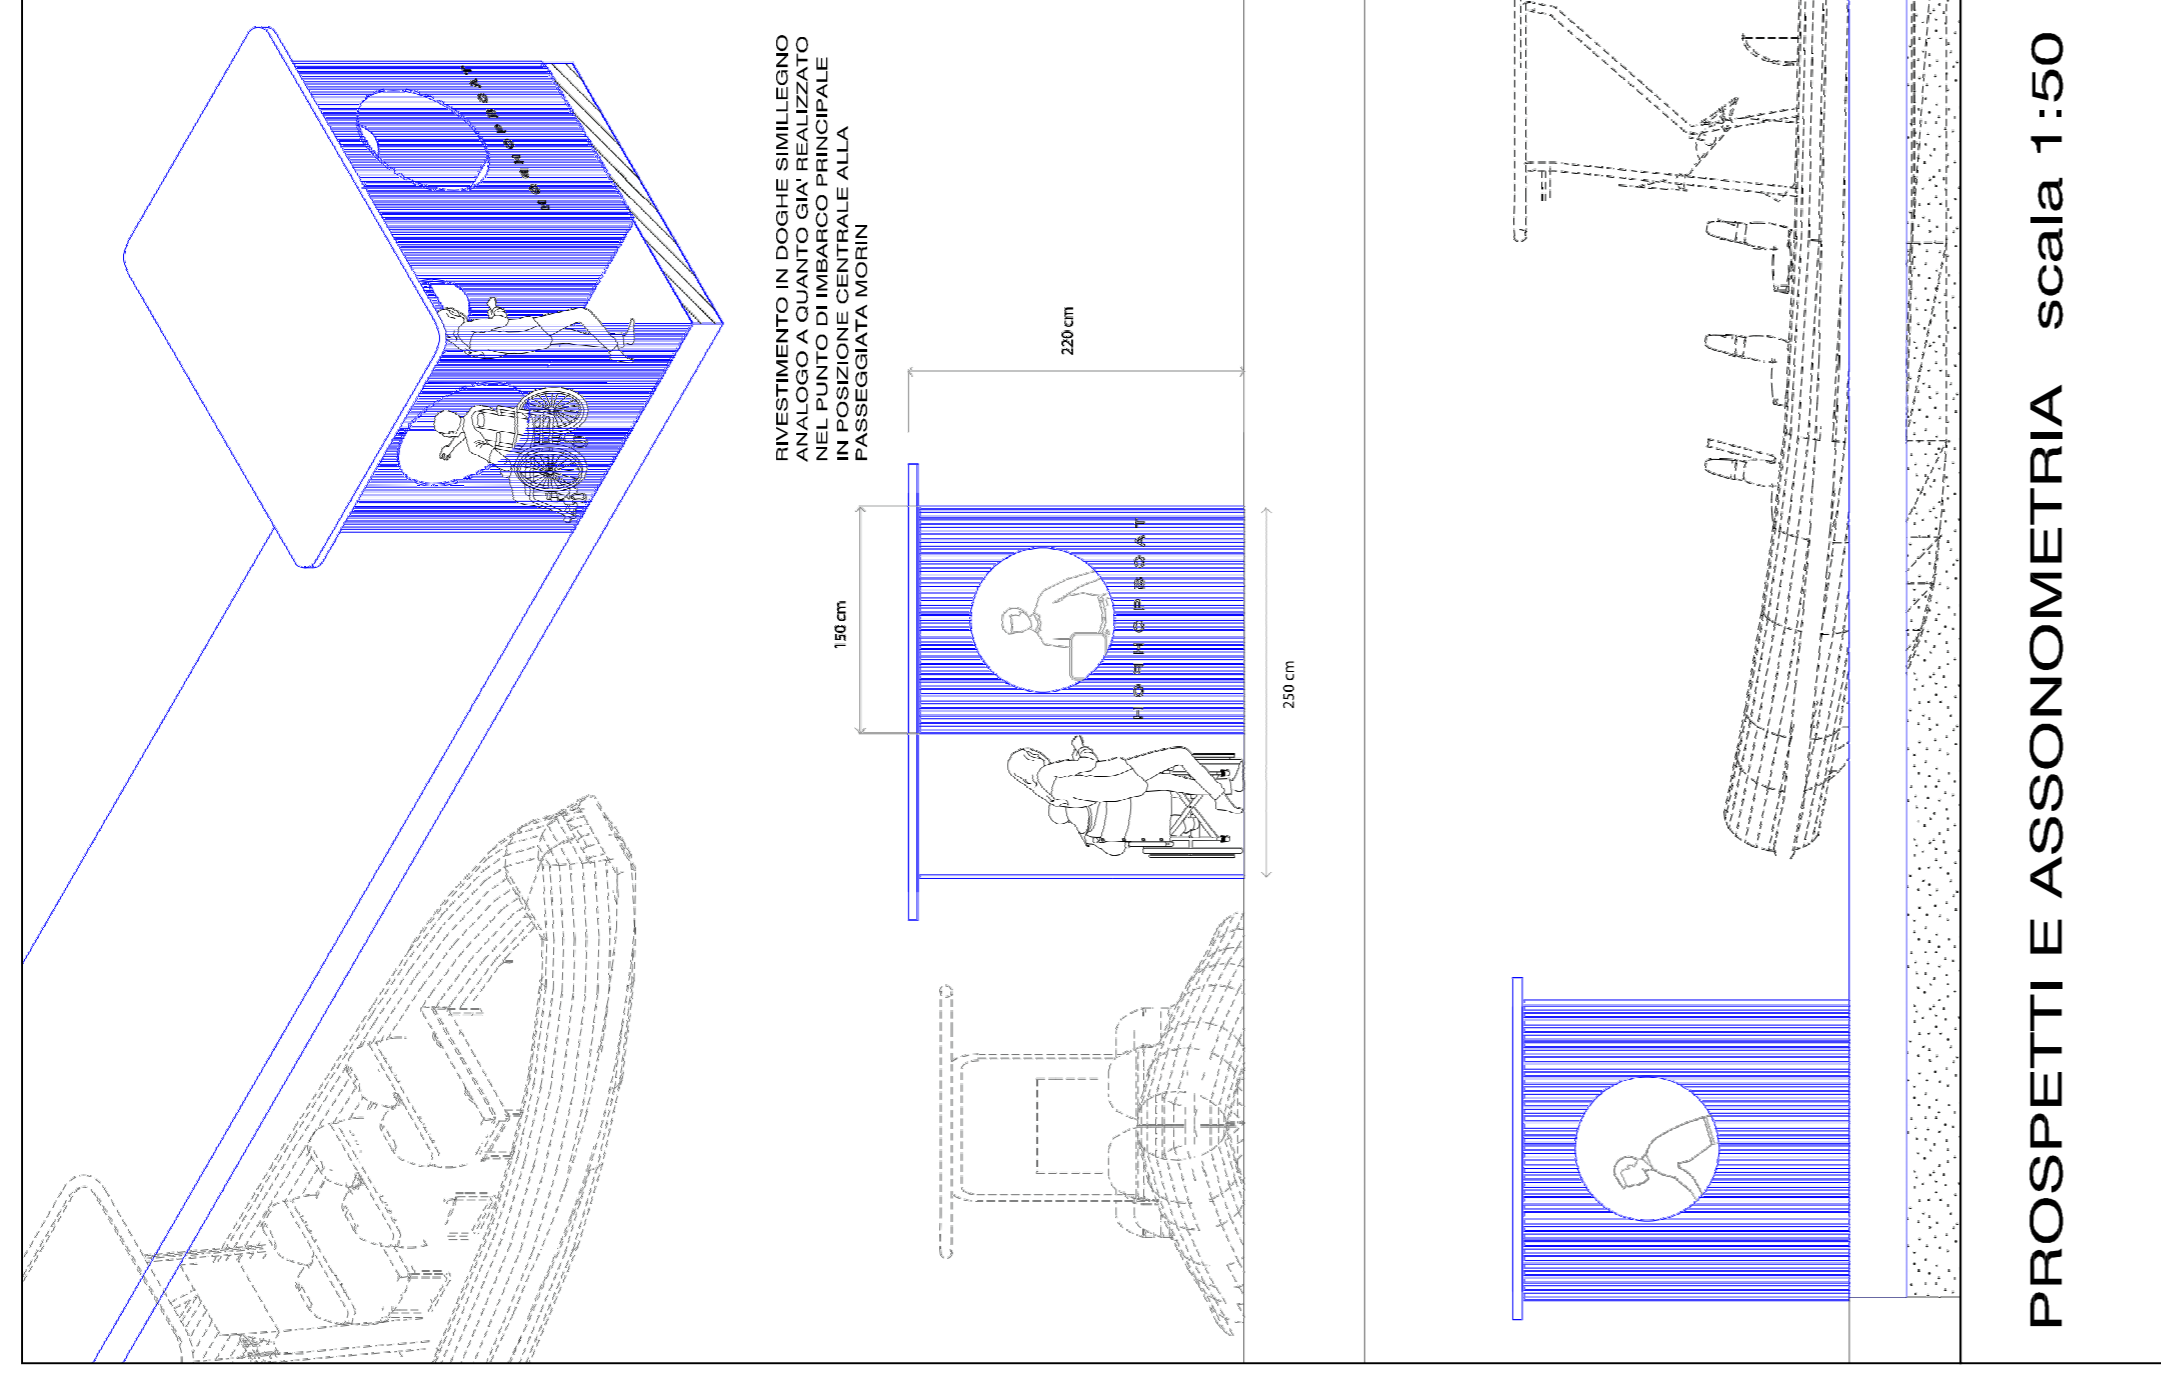 RIVESTIMENTO IN DOGHE SIMILLEGNO
ANALOGO A QUANTO GIA' REALIZZATO
NEL PUNTO DI IMBARCO PRINCIPALE
IN POSIZIONE CENTRALE ALLA
PASSEGGIATA MORIN
220 cm
150 cm
H O P H O P B O A T
250 cm
PROSPETTI E ASSONOMETRIA scala 1:50